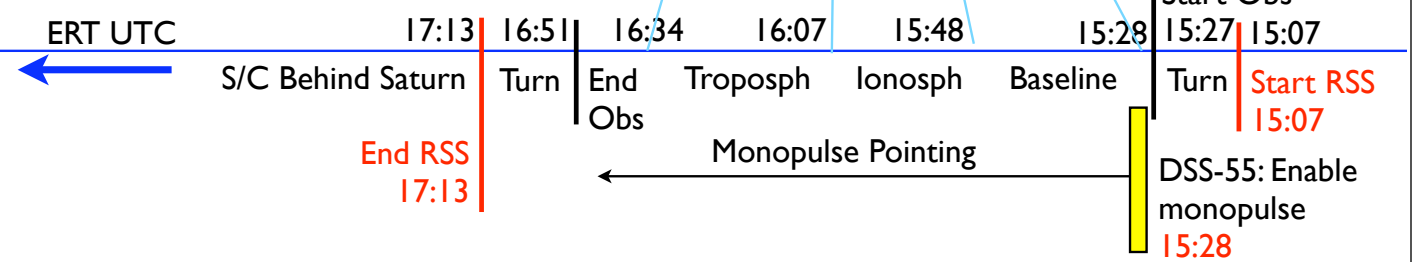 Start Obs
ERT UTC 17:13 16:51 16:34 16:07 15:48 15:28 15:27 15:07
S/C Behind Saturn Turn End Troposph Ionosph Baseline Turn Start RSS
Obs 15:07
End RSS Monopulse Pointing DSS-55: Enable
17:13 monopulse
15:28